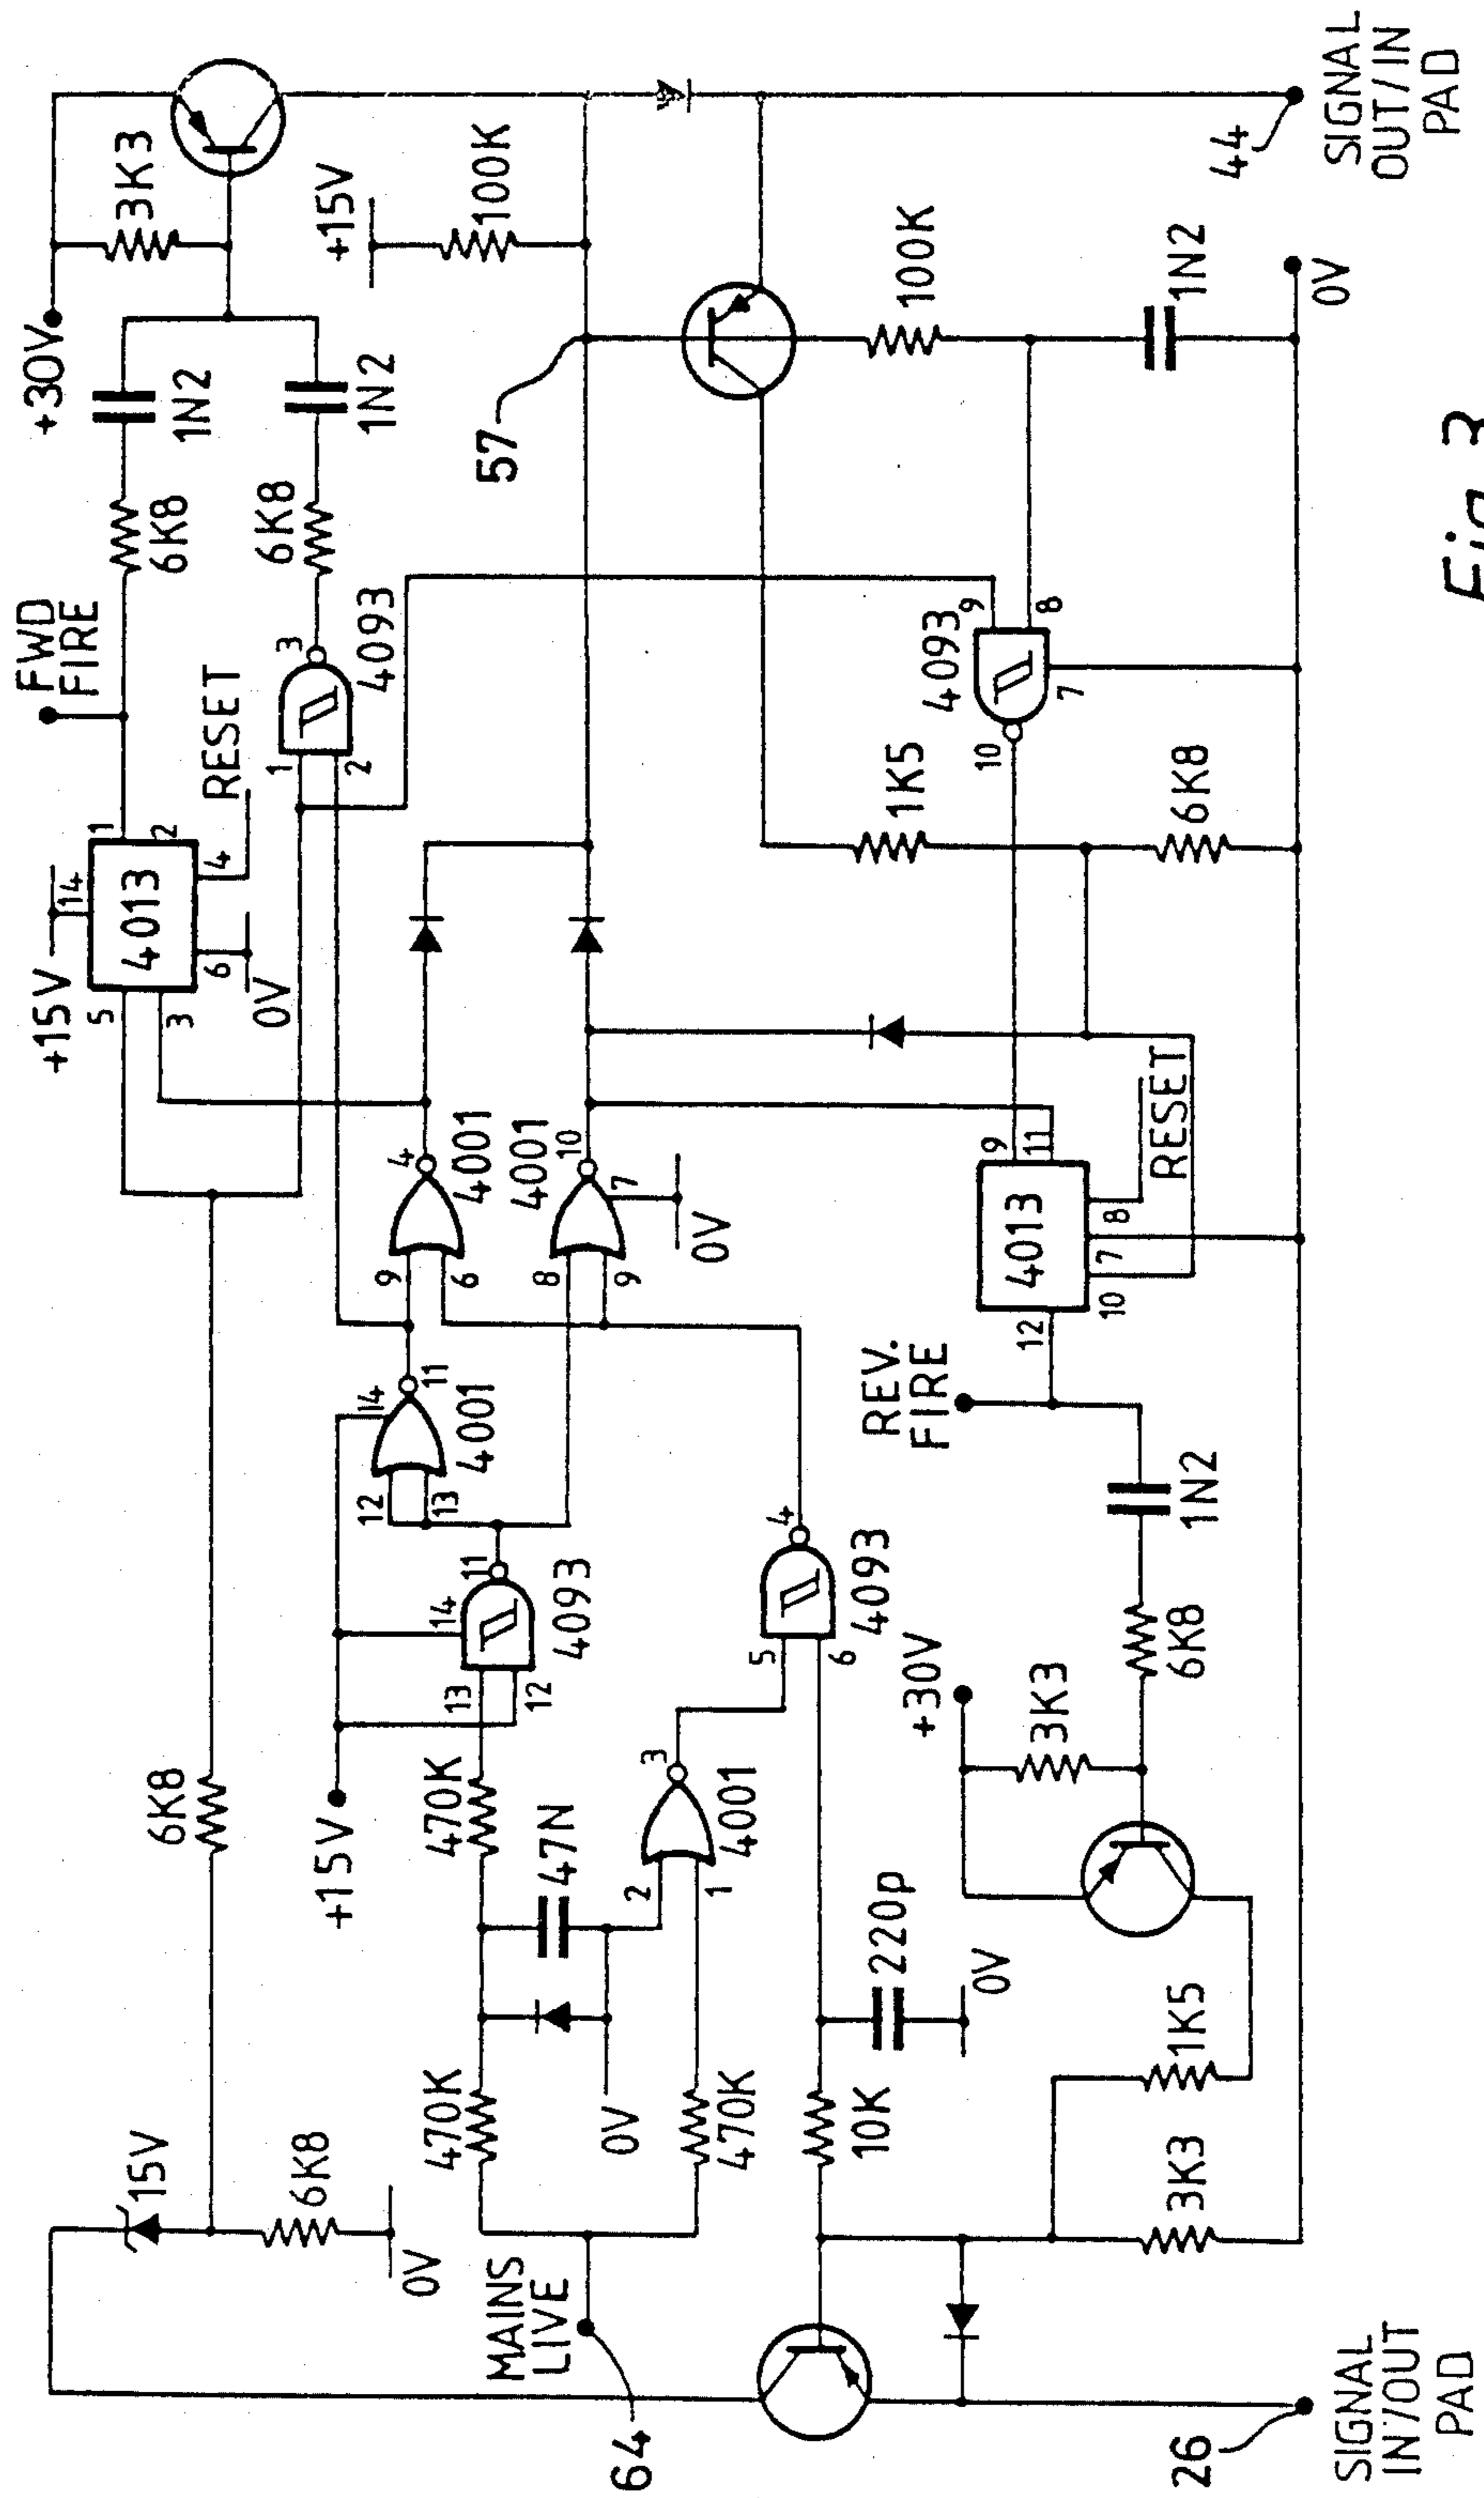 +30V
3K3
1N2
6K8
FWD
FIRE
+15V
100K
1N2
6K8
57
+15V
14
4013
1
2
5
3
6
4
0V
RESET
1
2
3
4093
44
SIGNAL
OUT/IN
PAD
100K
1N2
0V
4093
9
8
7
10
1K5
6K8
9
6
4
4001
8
9
10
7
4001
0V
4013
9
11
12
10
7
8
RESET
REV.
FIRE
12
13
14
11
4001
13
12
14
11
4093
5
6
4
4093
6K8
+15V
470K
47N
2
1
3
4001
+30V
3K3
6K8
1N2
15V
6K8
0V
470K
0V
470K
10K
220p
0V
1K5
3K3
MAINS
LIVE
64
26
SIGNAL
IN/OUT
PAD
Fig. 3